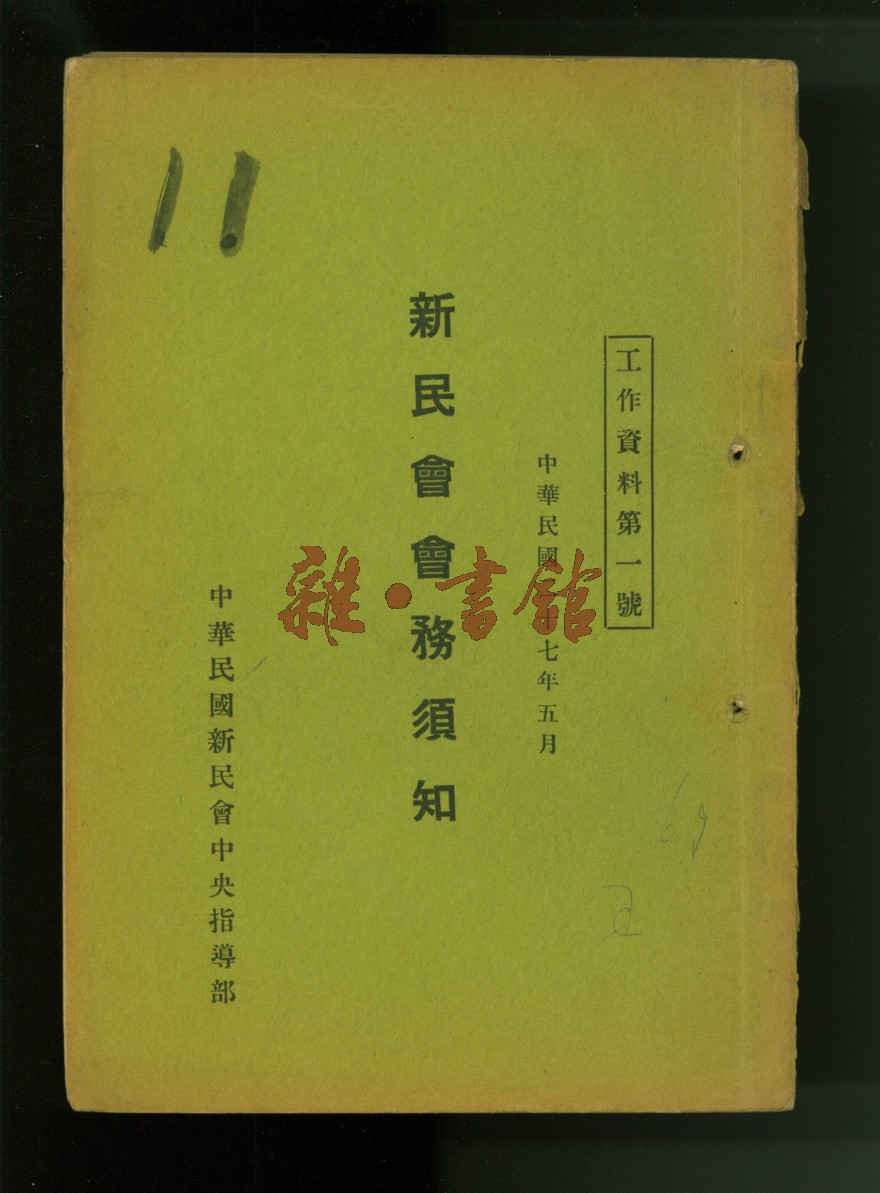 工作資料第一號
中華民國 七年五月
新民會會務須知
中華民國新民會中央指導部
雜·書館
11
69